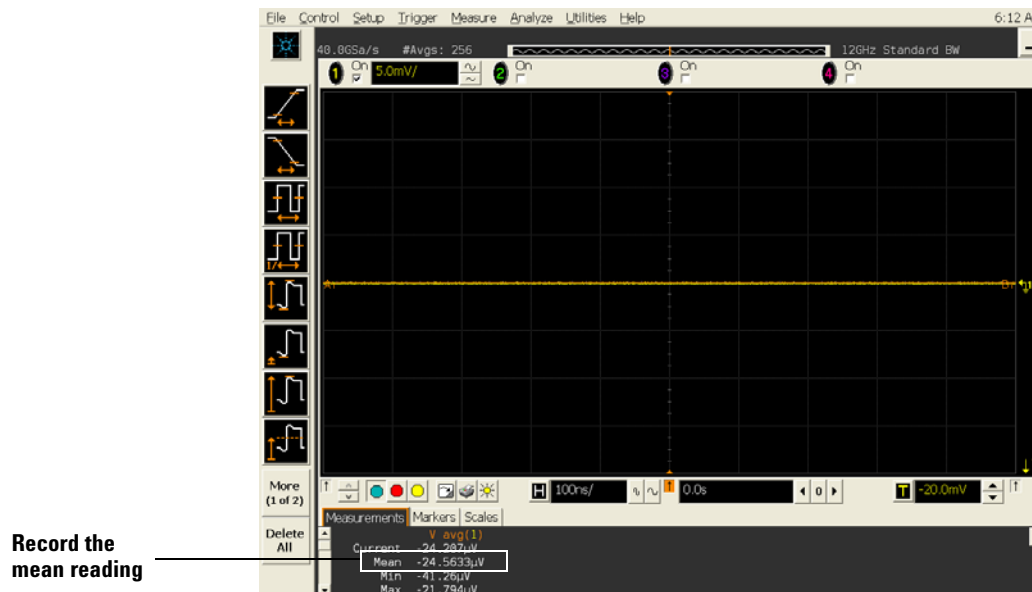 File Control Setup Trigger Measure Analyze Utilities Help 6:12 A
40.0GSa/s #Avgs: 256 12GHz Standard BW
1 On 5.0mV/ 2 On 3 On 4 On
1/
H 100ns/ 0.0s 0 T -20.0mV
More
(1 of 2)
Delete
All
Measurements Markers Scales
V avg(1)
Current -24.207µV
Mean -24.5633µV
Min -41.26µV
Max -21.794µV
Record the
mean reading